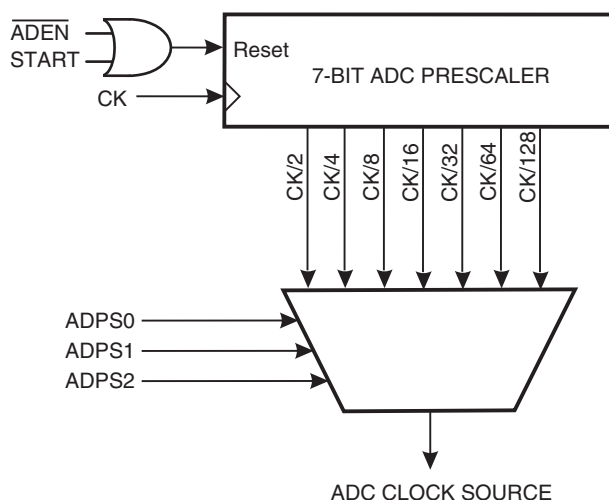 ADEN
START
Reset
7-BIT ADC PRESCALER
CK
CK/2
CK/4
CK/8
CK/16
CK/32
CK/64
CK/128
ADPS0
ADPS1
ADPS2
ADC CLOCK SOURCE